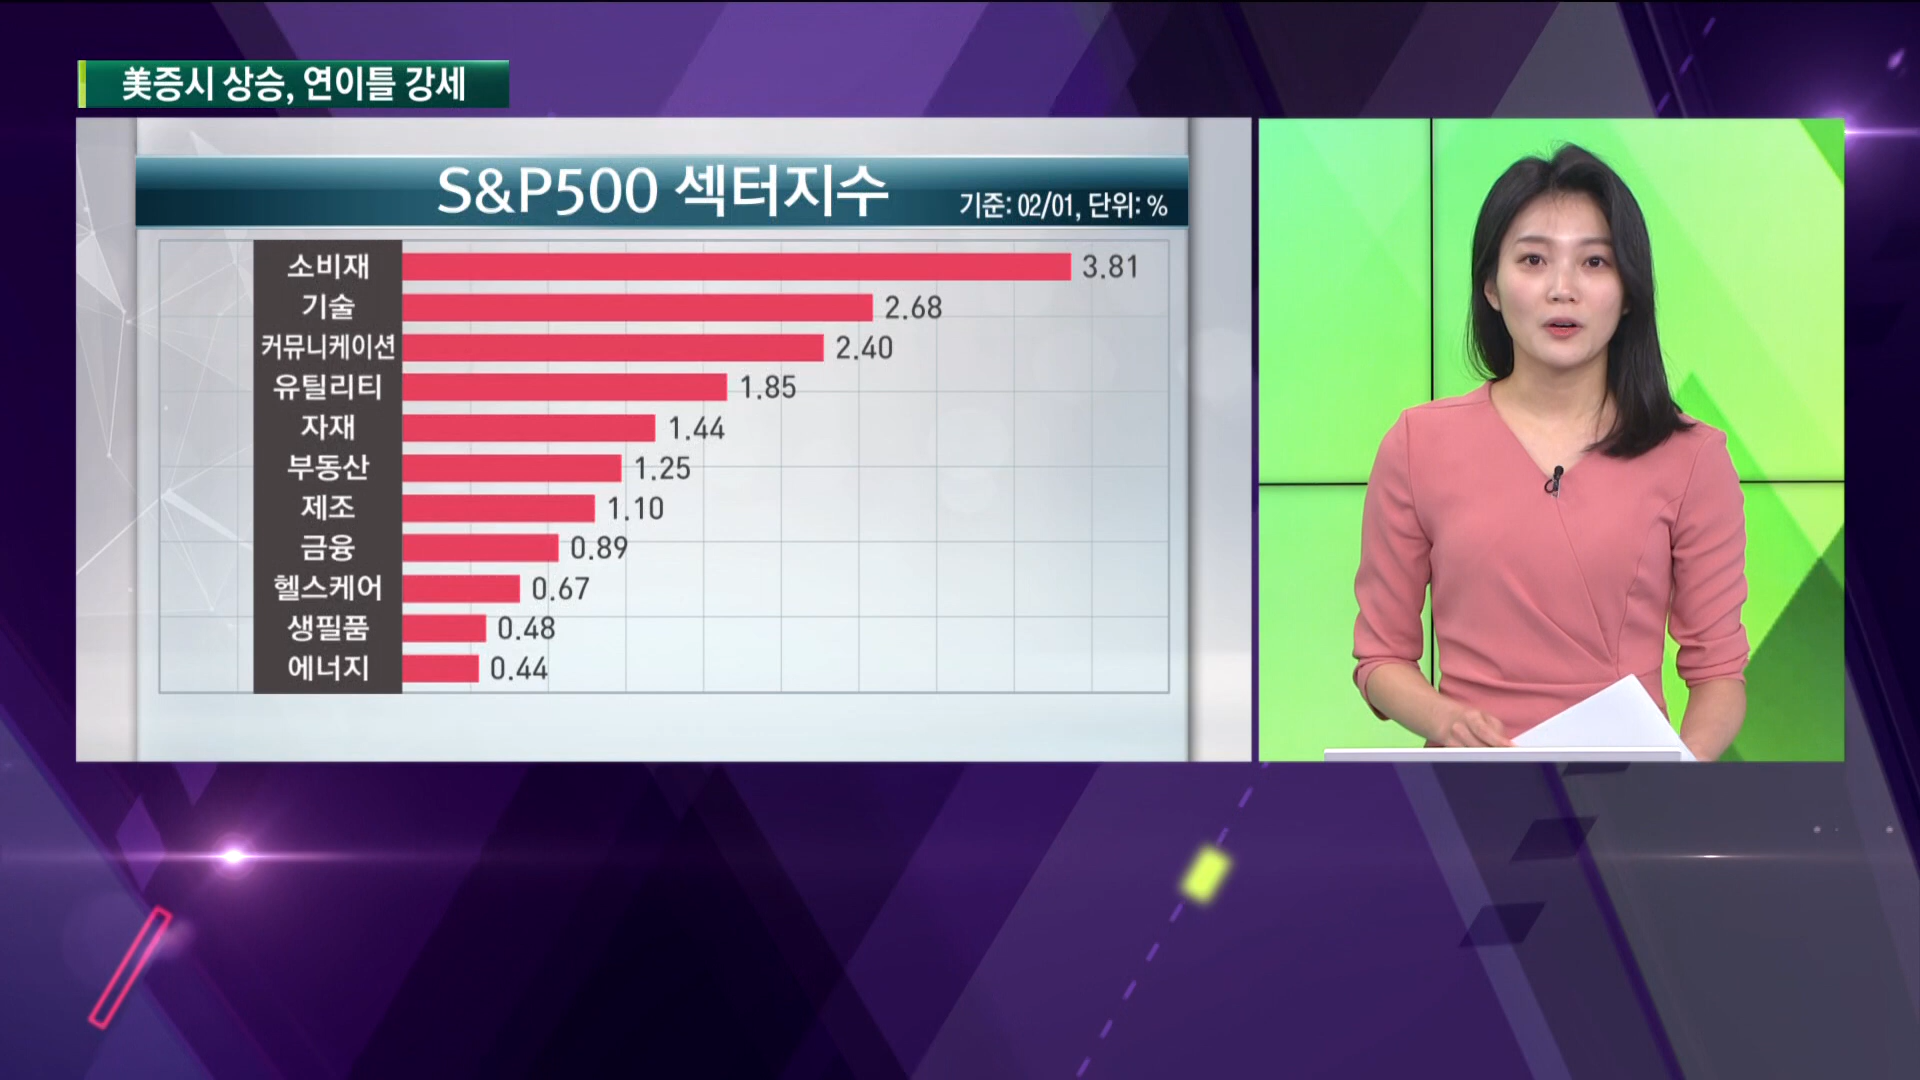 美증시 상승, 연이틀 강세
S&P500 섹터지수
기준: 02/01, 단위: %
소비재 3.81
기술 2.68
커뮤니케이션 2.40
유틸리티 1.85
자재 1.44
부동산 1.25
제조 1.10
금융 0.89
헬스케어 0.67
생필품 0.48
에너지 0.44